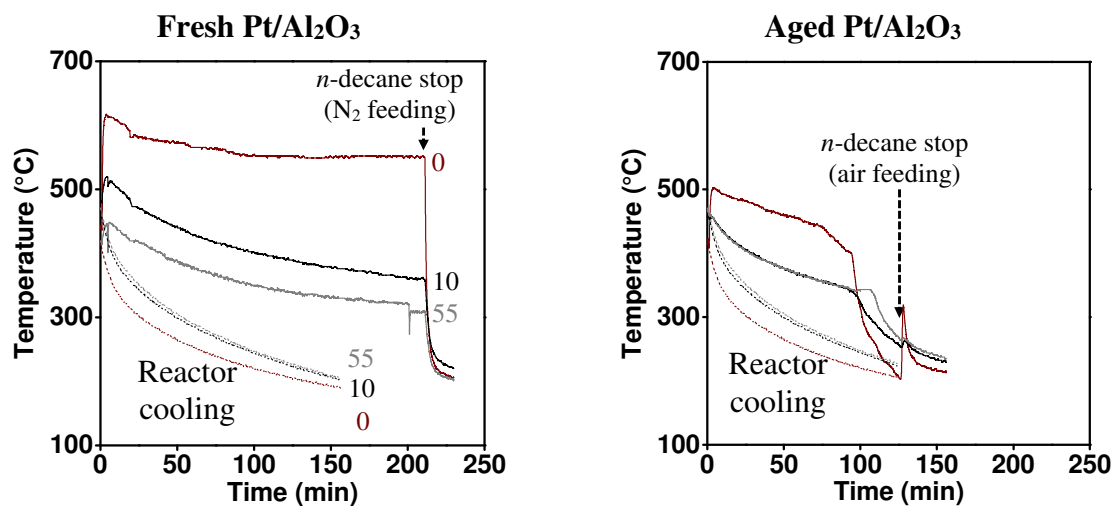 Fresh Pt/Al₂O₃
700
500
300
100
Temperature (°C)
n-decane stop
(N₂ feeding)
0
10
55
55
10
0
Reactor
cooling
0 50 100 150 200 250
Time (min)
Aged Pt/Al₂O₃
700
500
300
100
Temperature (°C)
n-decane stop
(air feeding)
Reactor
cooling
0 50 100 150 200 250
Time (min)